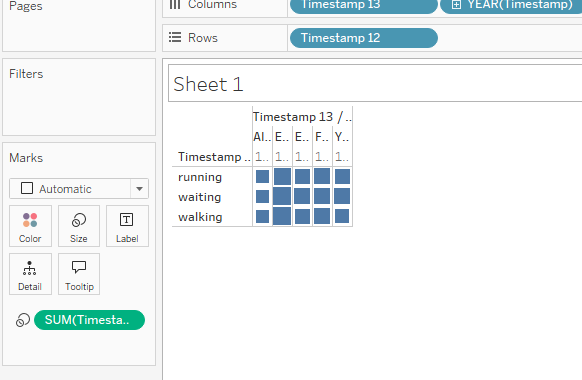 Pages
Columns
Timestamp 13
YEAR(Timestamp)
Rows
Timestamp 12
Filters
Sheet 1
Timestamp 13 / ..
Al.. E.. E.. F.. Y..
Timestamp .. 1.. 1.. 1.. 1.. 1..
running
waiting
walking
Marks
Automatic
Color Size Label
Detail Tooltip
SUM(Timesta..